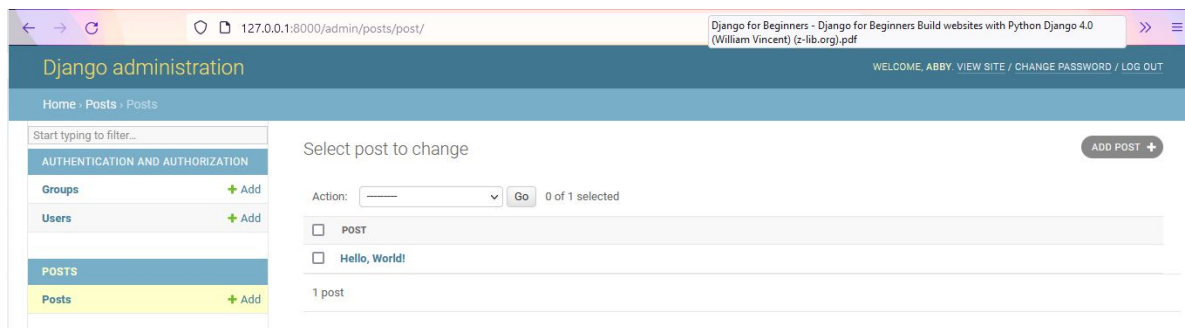 127.0.0.1:8000/admin/posts/post/
Django for Beginners - Django for Beginners Build websites with Python Django 4.0
(William Vincent) (z-lib.org).pdf
Django administration
WELCOME, ABBY. VIEW SITE / CHANGE PASSWORD / LOG OUT
Home › Posts › Posts
Start typing to filter...
AUTHENTICATION AND AUTHORIZATION
Groups + Add
Users + Add
POSTS
Posts + Add
Select post to change
ADD POST +
Action: --------- Go 0 of 1 selected
POST
Hello, World!
1 post